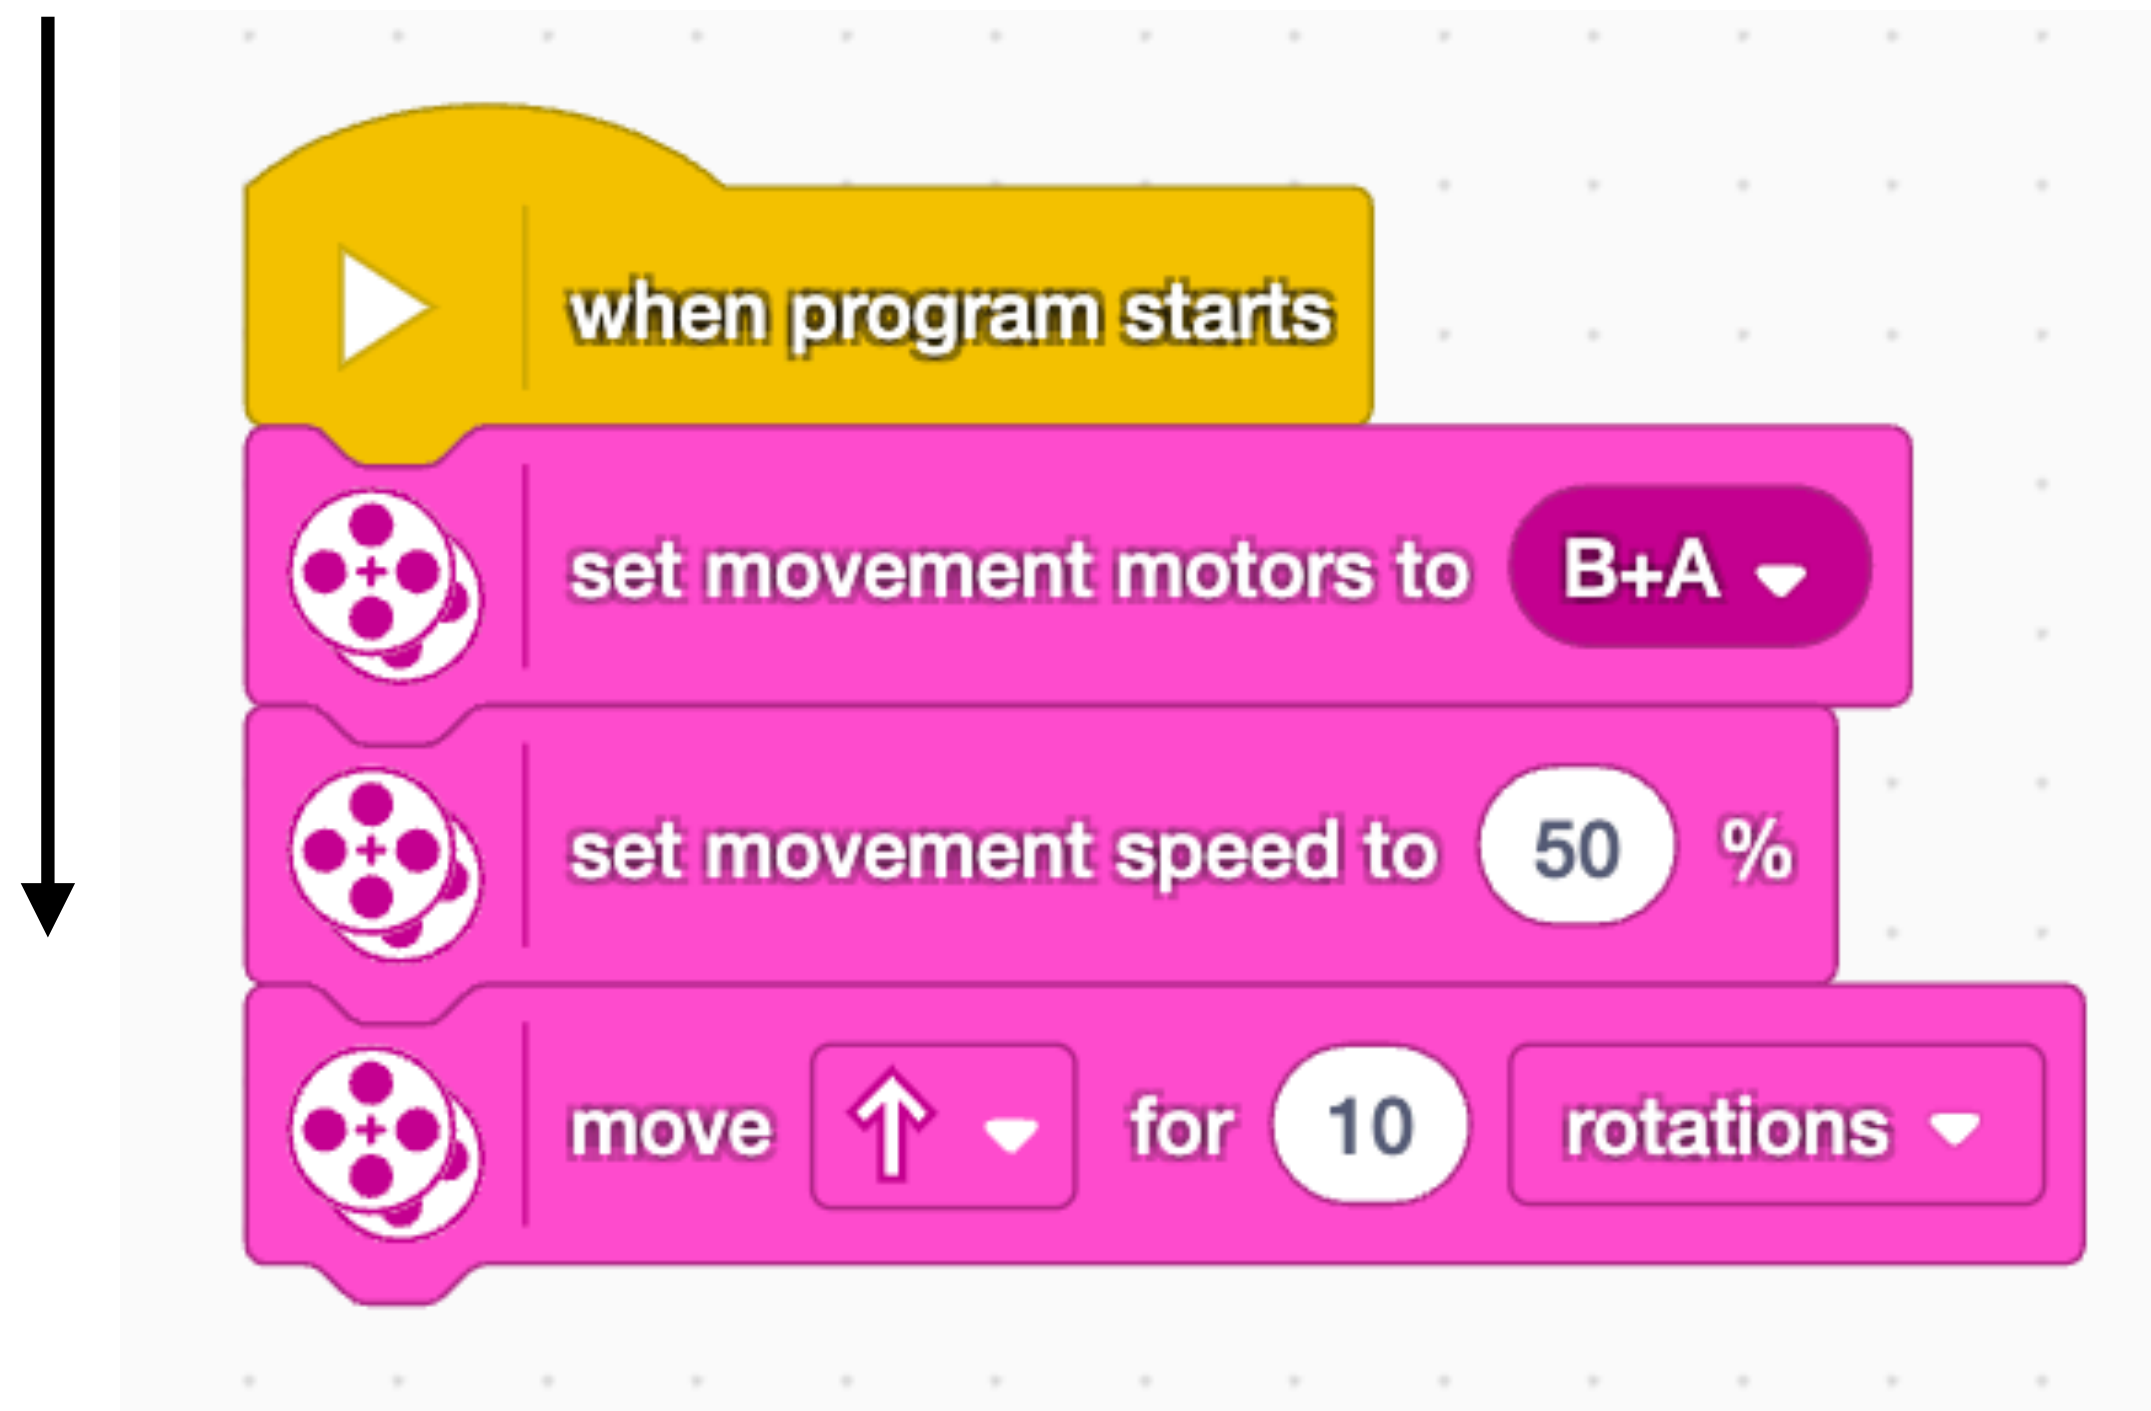 when program starts
set movement motors to B+A
set movement speed to 50 %
move for 10 rotations